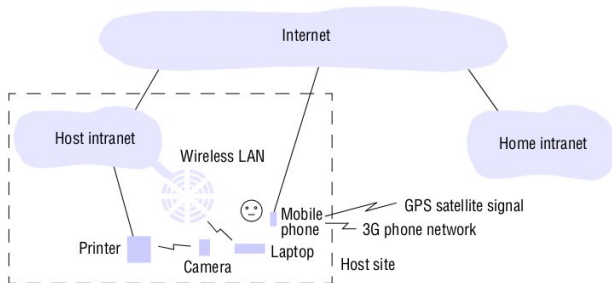 Internet
Host intranet
Wireless LAN
Home intranet
Mobile
phone
GPS satellite signal
3G phone network
Printer
Camera
Laptop
Host site